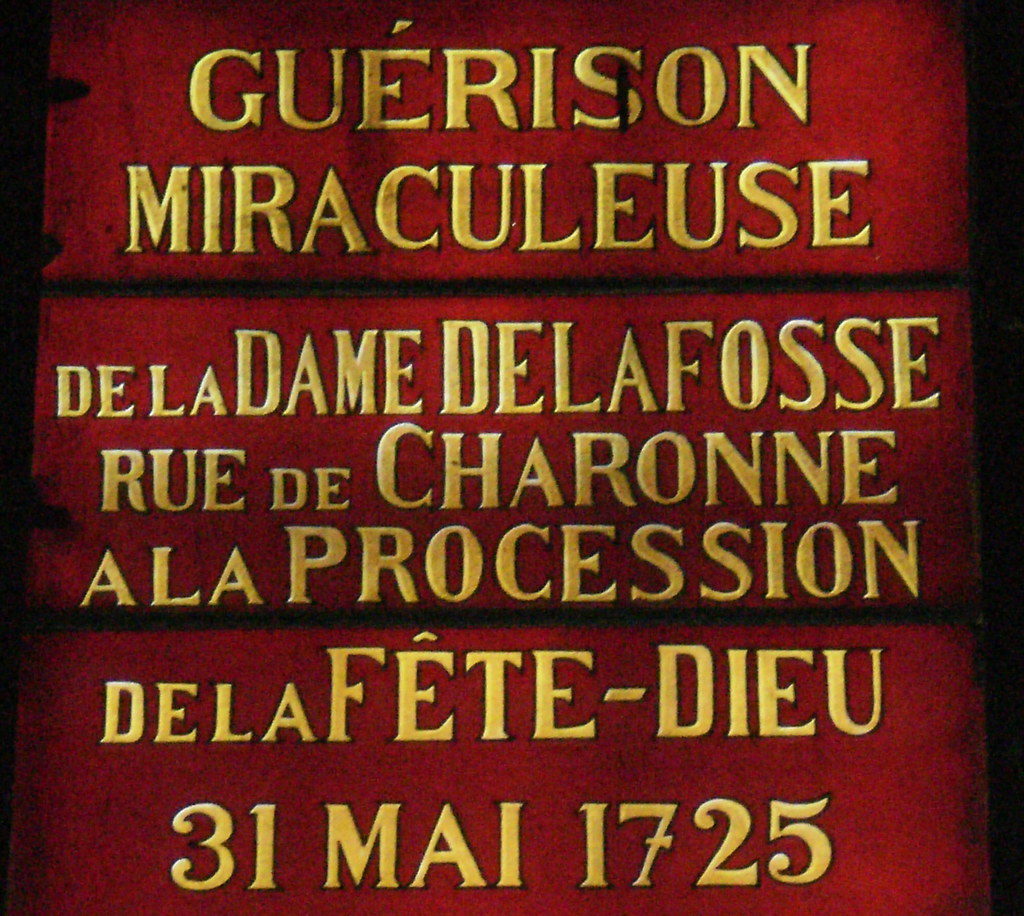 GUÉRISON
MIRACULEUSE
DE LA DAME DELAFOSSE
RUE DE CHARONNE
A LA PROCESSION
DE LA FÊTE-DIEU
31 MAI 1725